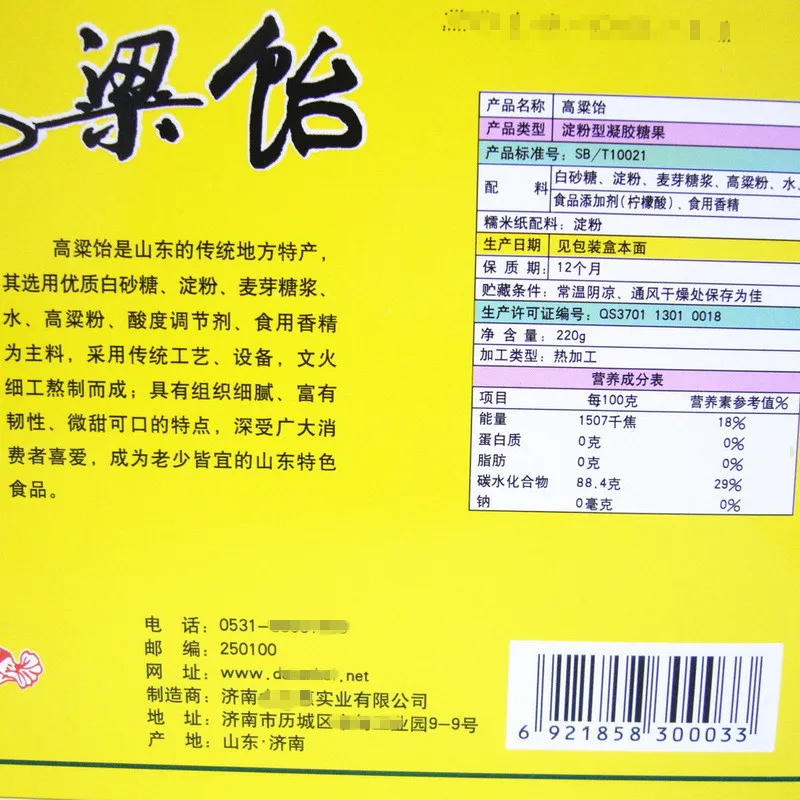 粱饴
产品名称 高粱饴
产品类型 淀粉型凝胶糖果
产品标准号：SB/T10021
配 料 白砂糖、淀粉、麦芽糖浆、高粱粉、水、
食品添加剂(柠檬酸)、食用香精
糯米纸配料：淀粉
生产日期 见包装盒本面
保 质 期：12个月
贮藏条件：常温阴凉、通风干燥处保存为佳
生产许可证编号：QS3701 1301 0018
净 含 量：220g
加工类型：热加工
营养成分表
项目 每100克 营养素参考值%
能量 1507千焦 18%
蛋白质 0克 0%
脂肪 0克 0%
碳水化合物 88.4克 29%
钠 0毫克 0%
高粱饴是山东的传统地方特产，
其选用优质白砂糖、淀粉、麦芽糖浆、
水、高粱粉、酸度调节剂、食用香精
为主料，采用传统工艺、设备，文火
细工熬制而成；具有组织细腻、富有
韧性、微甜可口的特点，深受广大消
费者喜爱，成为老少皆宜的山东特色
食品。
电 话：0531-
邮 编：250100
网 址：www. .net
制造商：济南 实业有限公司
地 址：济南市历城区 业园9-9号
产 地：山东·济南
6 921858 300033